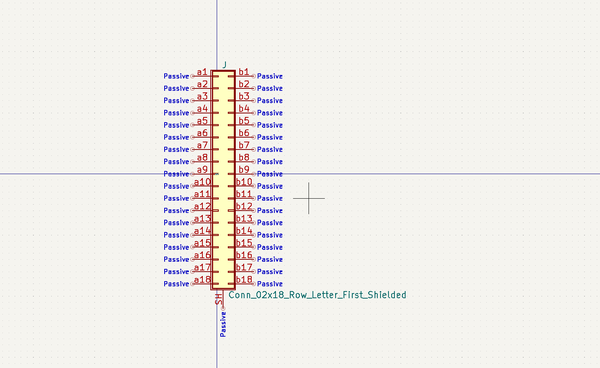 J
Passive a1 b1 Passive
Passive a2 b2 Passive
Passive a3 b3 Passive
Passive a4 b4 Passive
Passive a5 b5 Passive
Passive a6 b6 Passive
Passive a7 b7 Passive
Passive a8 b8 Passive
Passive a9 b9 Passive
Passive a10 b10 Passive
Passive a11 b11 Passive
Passive a12 b12 Passive
Passive a13 b13 Passive
Passive a14 b14 Passive
Passive a15 b15 Passive
Passive a16 b16 Passive
Passive a17 b17 Passive
Passive a18 b18 Passive
SH Conn_02x18_Row_Letter_First_Shielded
Passive